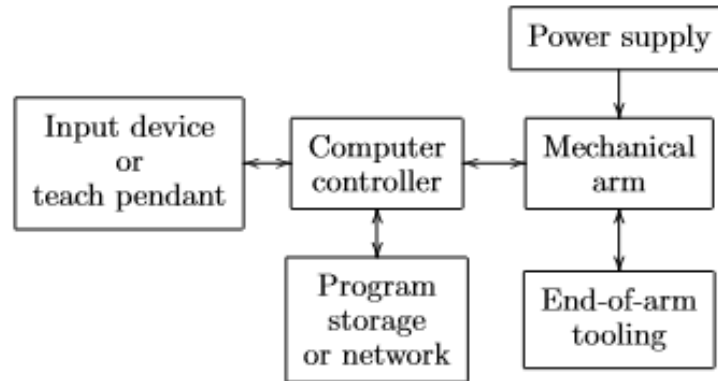 Power supply
Input device
or
teach pendant
Computer
controller
Mechanical
arm
Program
storage
or network
End-of-arm
tooling